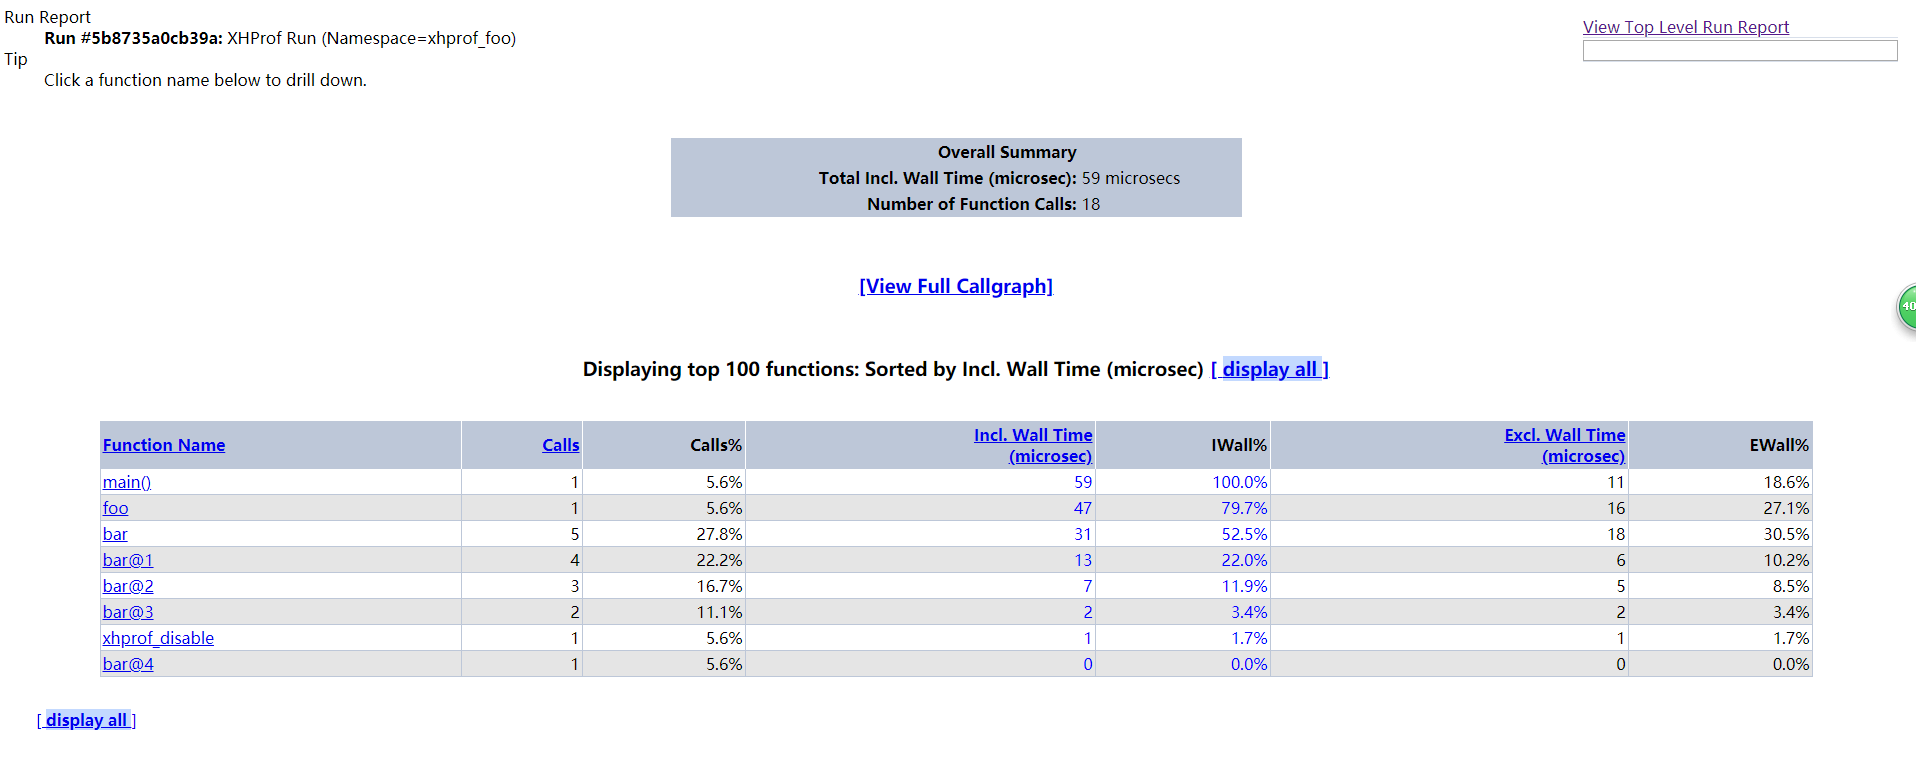 Run Report
Run #5b8735a0cb39a: XHProf Run (Namespace=xhprof_foo)
Tip
Click a function name below to drill down.
View Top Level Run Report
Overall Summary
Total Incl. Wall Time (microsec): 59 microsecs
Number of Function Calls: 18
[View Full Callgraph]
40
Displaying top 100 functions: Sorted by Incl. Wall Time (microsec) [ display all ]
Function Name Calls Calls% Incl. Wall Time (microsec) IWall% Excl. Wall Time (microsec) EWall%
main() 1 5.6% 59 100.0% 11 18.6%
foo 1 5.6% 47 79.7% 16 27.1%
bar 5 27.8% 31 52.5% 18 30.5%
bar@1 4 22.2% 13 22.0% 6 10.2%
bar@2 3 16.7% 7 11.9% 5 8.5%
bar@3 2 11.1% 2 3.4% 2 3.4%
xhprof_disable 1 5.6% 1 1.7% 1 1.7%
bar@4 1 5.6% 0 0.0% 0 0.0%
[ display all ]